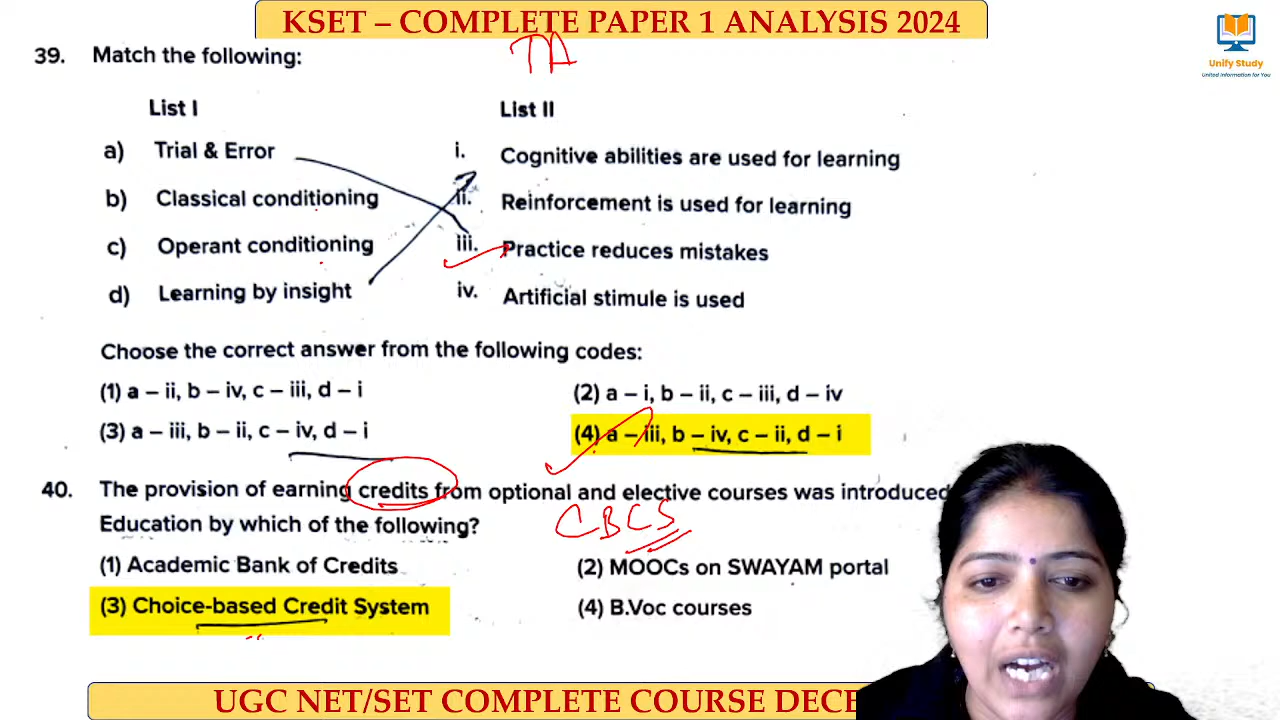 KSET – COMPLETE PAPER 1 ANALYSIS 2024
Unify Study
United Information for You
TA
39. Match the following:
List I List II
a) Trial & Error i. Cognitive abilities are used for learning
b) Classical conditioning ii. Reinforcement is used for learning
c) Operant conditioning iii. Practice reduces mistakes
d) Learning by insight iv. Artificial stimule is used
Choose the correct answer from the following codes:
(1) a – ii, b – iv, c – iii, d – i (2) a – i, b – ii, c – iii, d – iv
(3) a – iii, b – ii, c – iv, d – i (4) a – iii, b – iv, c – ii, d – i
40. The provision of earning credits from optional and elective courses was introduced
CBCS
Education by which of the following?
(1) Academic Bank of Credits (2) MOOCs on SWAYAM portal
(3) Choice-based Credit System (4) B.Voc courses
UGC NET/SET COMPLETE COURSE DECE